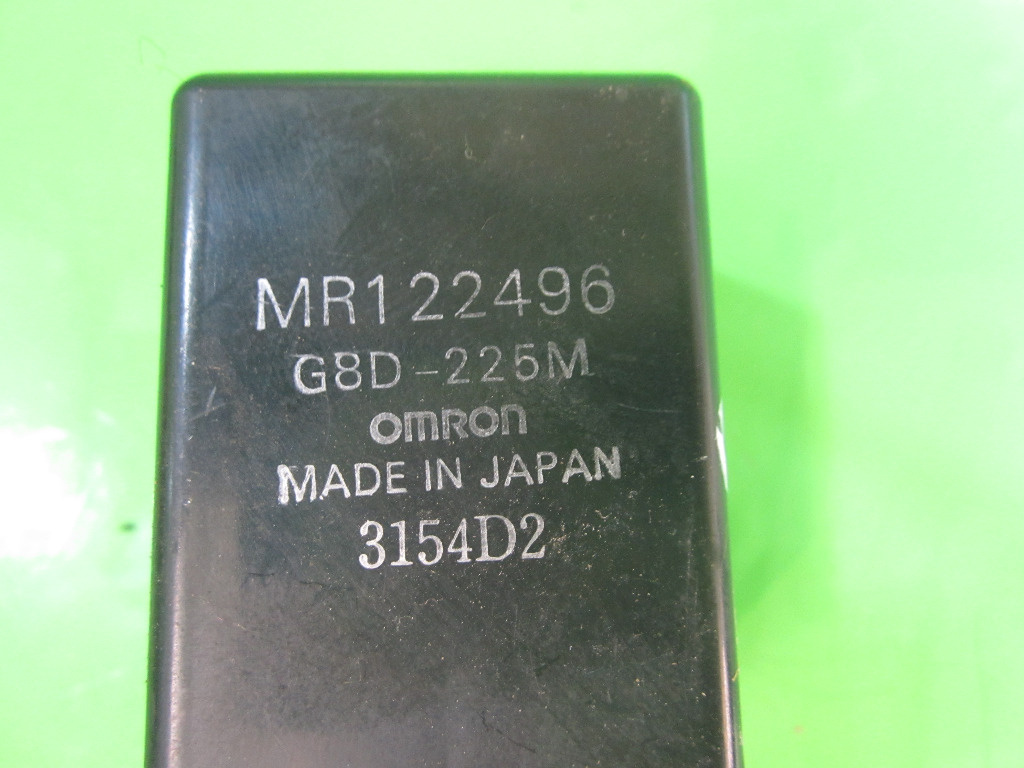 MR122496
G8D-225M
OMRON
MADE IN JAPAN
3154D2